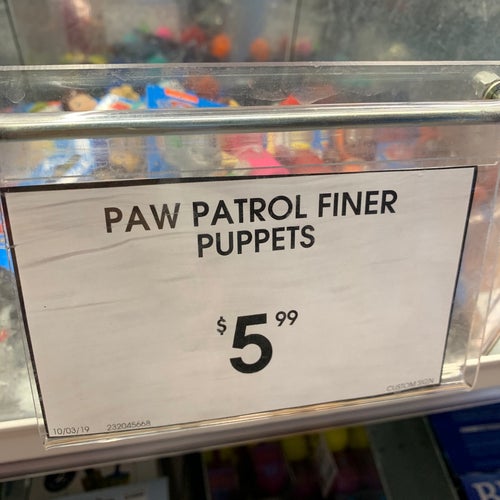 PAW PATROL FINER
PUPPETS
$5.99
10/03/19 232045668
CUSTOM SIGN